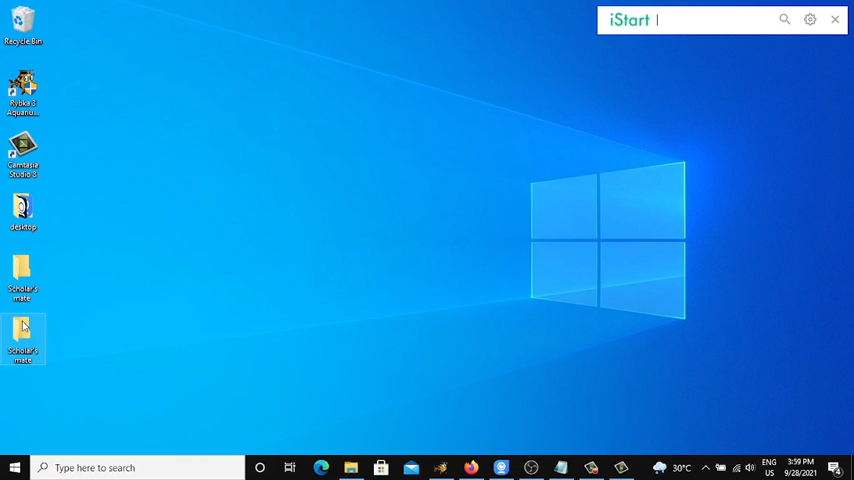 Recycle Bin
Rybka 3
Aquariu...
Camtasia
Studio 8
desktop
Scholar's
mate
Scholar's
mate
iStart
Type here to search
30°C
ENG
US
3:59 PM
9/28/2021
4